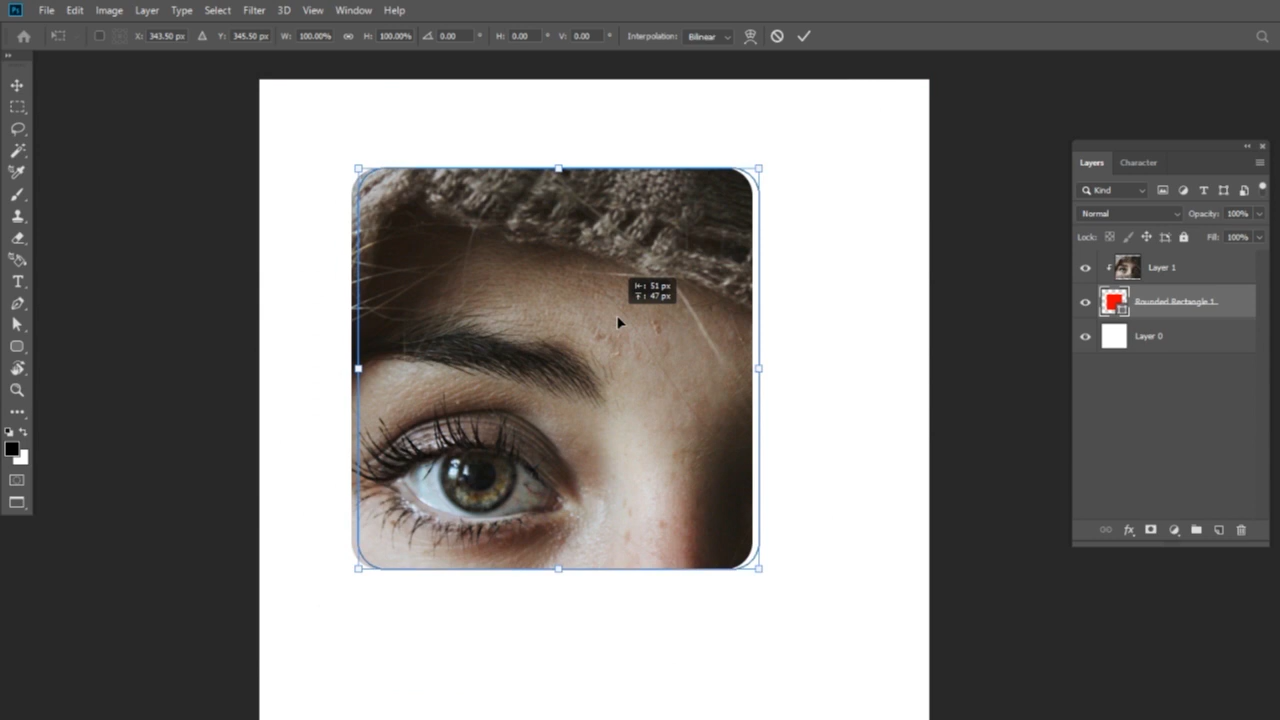 Ps File Edit Image Layer Type Select Filter 3D View Window Help
X: 343.50 px Y: 345.50 px W: 100.00% H: 100.00% 0.00 ° H: 0.00 ° V: 0.00 ° Interpolation: Bilinear
Layers Character
Kind
Normal Opacity: 100%
Lock: Fill: 100%
Layer 1
51 px
47 px
Rounded Rectangle 1
Layer 0
fx